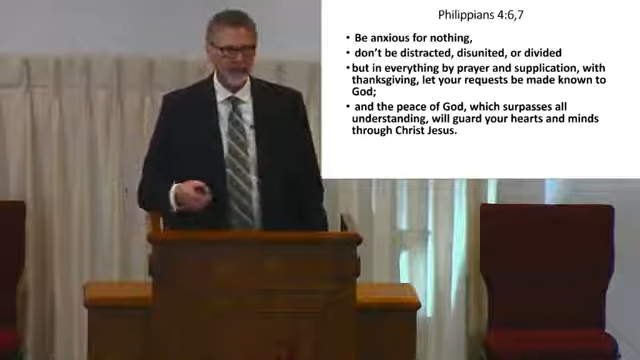 Philippians 4:6,7
• Be anxious for nothing,
• don't be distracted, disunited, or divided
• but in everything by prayer and supplication, with
thanksgiving, let your requests be made known to
God;
• and the peace of God, which surpasses all
understanding, will guard your hearts and minds
through Christ Jesus.